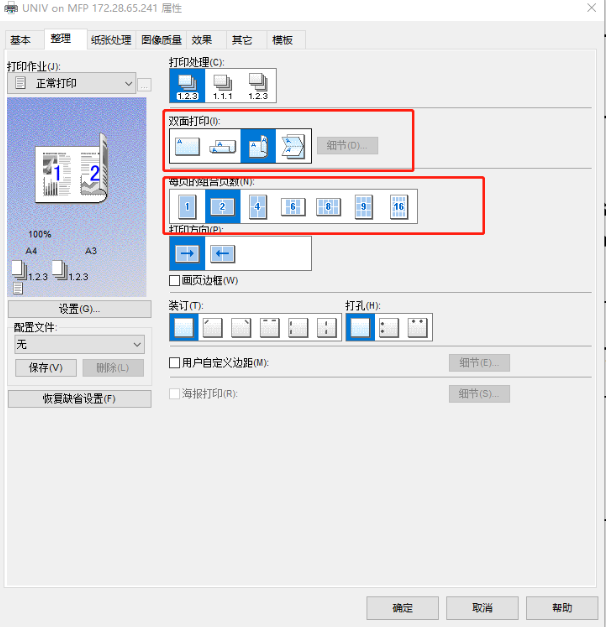 UNIV on MFP 172.28.65.241 属性
基本 整理 纸张处理 图像质量 效果 其它 模板
打印作业(J):
正常打印
...
1 2
100%
A4 A3
1.2.3 1.2.3
设置(G)...
配置文件:
无
保存(V) 删除(L)
恢复缺省设置(F)
打印处理(C):
1.2.3 1.1.1 1.2.3
双面打印(I):
A A A A
细节(D)...
每页的组合页数(N):
1 2 4 6 8 9 16
打印方向(P):
画页边框(W)
装订(T): 打孔(H):
用户自定义边距(M): 细节(E)...
海报打印(R): 细节(S)...
确定 取消 帮助